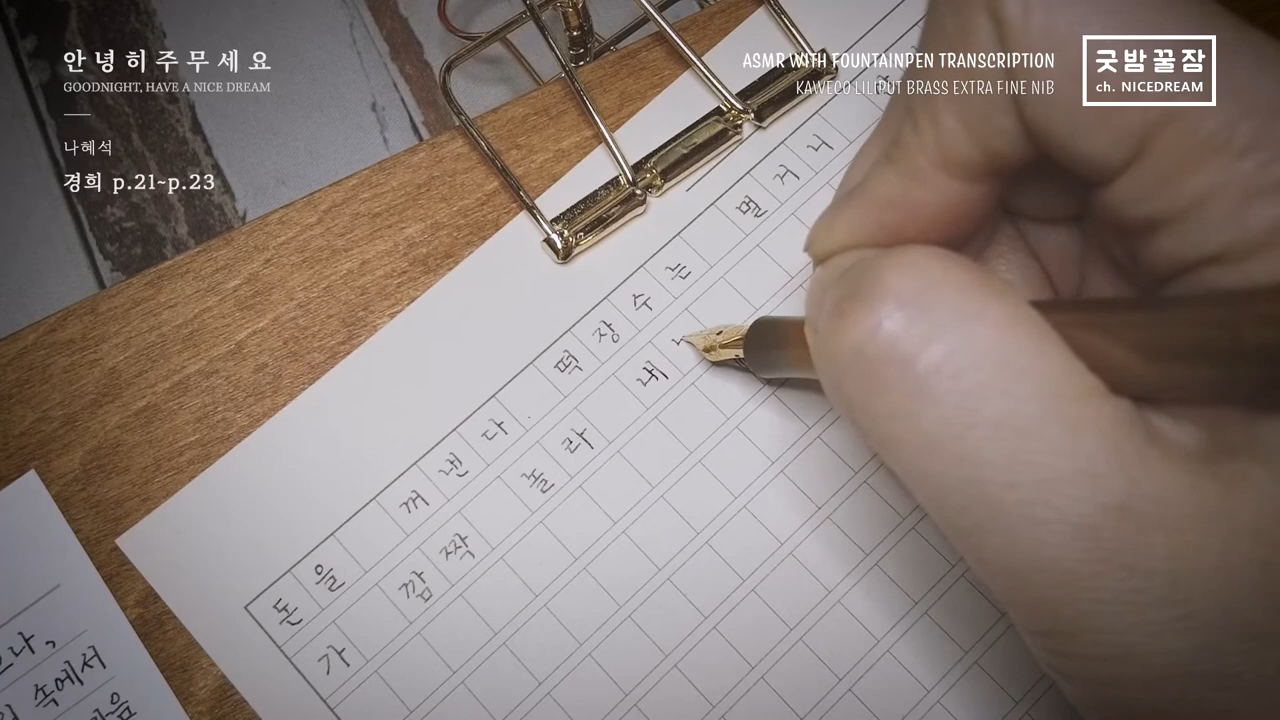 안녕히주무세요
GOODNIGHT, HAVE A NICE DREAM
나혜석
경희 p.21~p.23
ASMR WITH FOUNTAINPEN TRANSCRIPTION
KAWECO LILIPUT BRASS EXTRA FINE NIB
굿밤꿀잠
ch. NICEDREAM
돈을 꺼낸다. 떡장수는 멀거니
가 깜짝 놀라 내
속에서